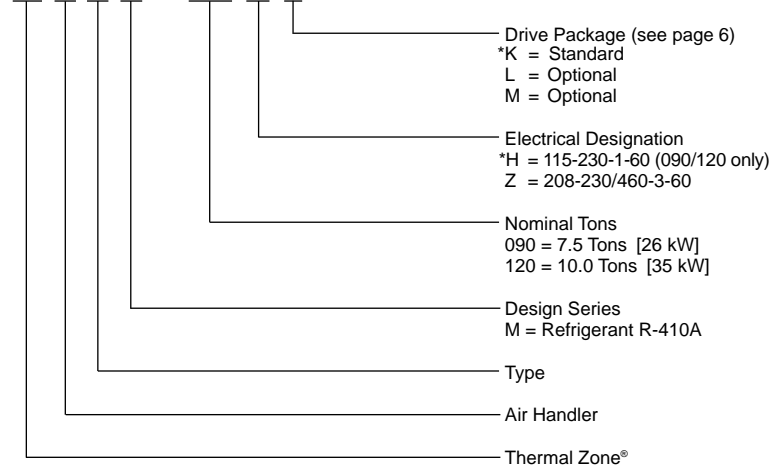 Drive Package (see page 6)
*K = Standard
L = Optional
M = Optional
Electrical Designation
*H = 115-230-1-60 (090/120 only)
Z = 208-230/460-3-60
Nominal Tons
090 = 7.5 Tons [26 kW]
120 = 10.0 Tons [35 kW]
Design Series
M = Refrigerant R-410A
Type
Air Handler
Thermal Zone®